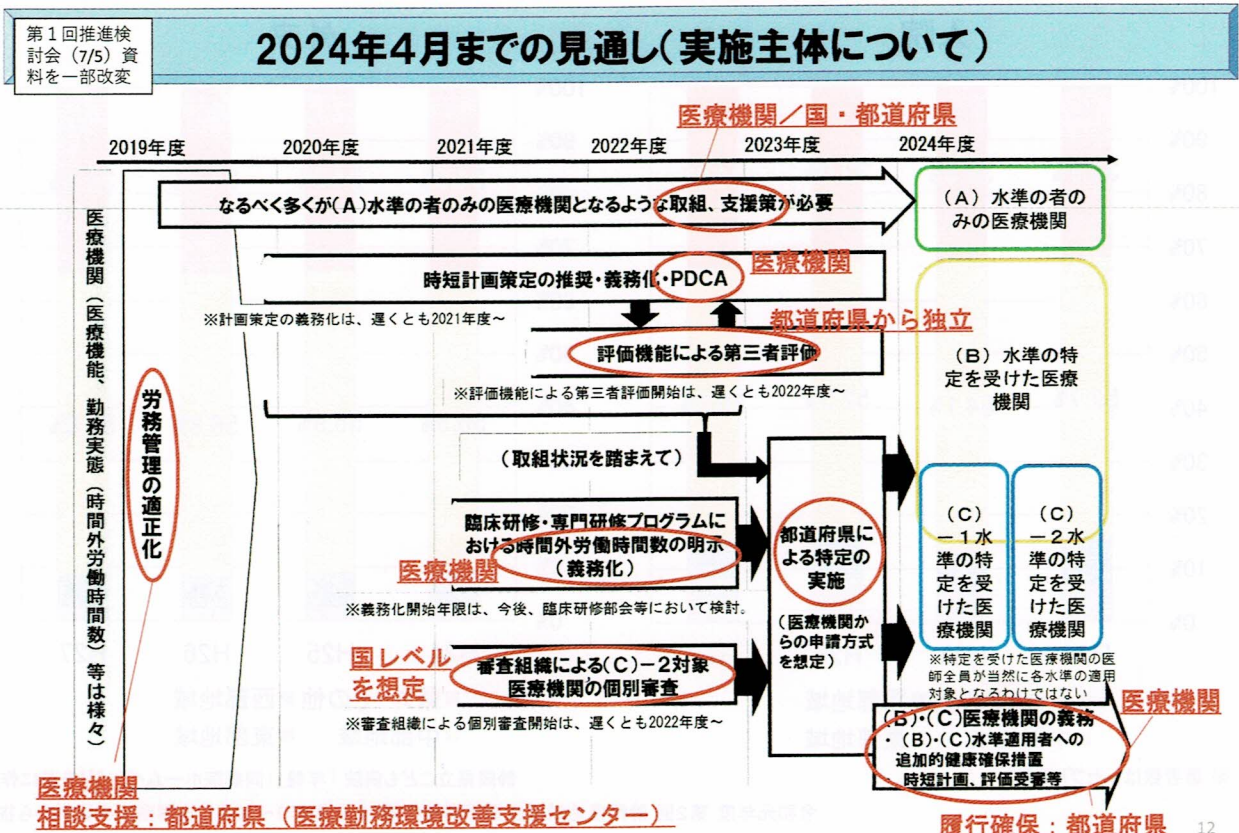 第1回推進検
討会（7/5）資
料を一部改変
2024年4月までの見通し（実施主体について）
医療機関／国・都道府県
2019年度
2020年度
2021年度
2022年度
2023年度
2024年度
医療機関（医療機能、勤務実態（時間外労働時間数）等は様々）
なるべく多くが（A）水準の者のみの医療機関となるような取組、支援策が必要
（A）水準の者の
みの医療機関
時短計画策定の推奨・義務化・PDCA
医療機関
※計画策定の義務化は、遅くとも2021年度～
都道府県から独立
評価機能による第三者評価
※評価機能による第三者評価開始は、遅くとも2022年度～
（B）水準の特
定を受けた医療
機関
労務管理の適正化
（取組状況を踏まえて）
臨床研修・専門研修プログラムに
おける時間外労働時間数の明示
（義務化）
医療機関
※義務化開始年限は、今後、臨床研修部会等において検討。
都道府県に
よる特定の
実施
（医療機関か
らの申請方式
を想定）
（C）
－1水
準の特
定を受
けた医
療機関
（C）
－2水
準の特
定を受
けた医
療機関
国レベル
を想定
審査組織による（C）－2対象
医療機関の個別審査
※審査組織による個別審査開始は、遅くとも2022年度～
※特定を受けた医療機関の医
師全員が当然に各水準の適用
対象となるわけではない
医療機関
（B）・（C）医療機関の義務
・（B）・（C）水準適用者への
追加的健康確保措置
時短計画、評価受審等
医療機関
相談支援：都道府県（医療勤務環境改善支援センター）
履行確保：都道府県
12